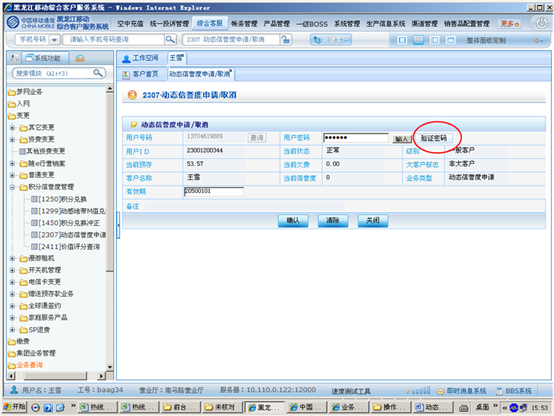 黑龙江移动综合客户服务系统 - Windows Internet Explorer
中国移动通信 CHINA MOBILE 黑龙江移动 综合客户服务系统 空中充值 统一投诉管理 综合客服 帐务管理 产品管理 一级BOSS 系统管理 生产信息系统 渠道管理 销售品配置管理 更多
手机号码 请输入手机号码查询 2307 动态信誉度申请/取消 整体面板定制
系统功能 工作空间 王雪
搜索模块 (Alt+3) 客户首页 动态信誉度申请/取消
梦网业务
入网
变更
其它变更
资费变更
其他资费变更
随e行营销案
普通变更
积分信誉度管理
[1250]积分兑换
[1299]动感地带M值兑
[1450]积分兑换冲正
[2307]动态信誉度申请
[2411]价值评分查询
漫游租机
开关机管理
电信卡变更
赠送预存款业务
全球通签约
家庭服务产品
SP退费
缴费
集团业务管理
业务查询
2307-动态信誉度申请/取消
动态信誉度申请/取消
用户号码 13704619869 查询 用户密码 ●●●●●● 输入 验证密码
用户ID 23001200344 当前状态 正常 级别 一般客户
当前预存 53.57 当前欠费 0.00 大客户标志 非大客户
客户名称 王雪 当前信誉度 0 业务类型 动态信誉度申请
有效期 20500101
备注
确认 清除 关闭
用户名：王雪 工号：baag34 营业厅：南马路营业厅 服务器：10.110.0.122:12000 速度测试工具 即时消息系统 BBS系统
开始 热线... 热线... 前台... 未核对 黑龙... 中国... 业务... 操作... 动态... 桌面 15:53